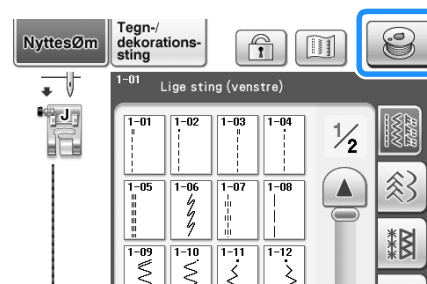 NyttesØm
Tegn-/
dekorations-
sting
1-01
Lige sting (venstre)
J
1-01 1-02 1-03 1-04
1/2
1-05 1-06 1-07 1-08
1-09 1-10 1-11 1-12